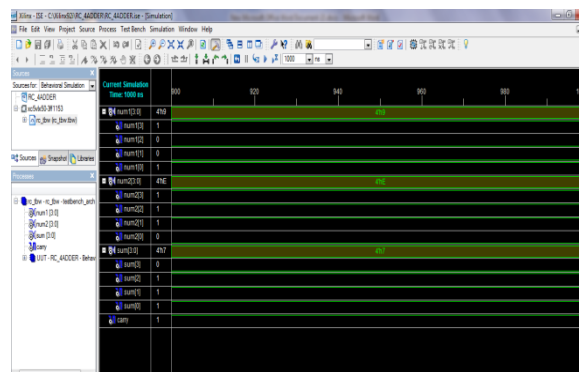 Xilinx - ISE - C:\Xilinx92i\RC_4ADDER\RC_4ADDER.ise - [Simulation]
File Edit View Project Source Process Test Bench Simulation Window Help
1000 ns
Sources
Sources for: Behavioral Simulation
RC_4ADDER
rc_tbw (rc_tbw.tbw)
Sources Snapshot Libraries
Processes
rc_tbw - rc_tbw - testbench_arch
num1 [3:0]
num2 [3:0]
sum [3:0]
carry
UUT - RC_4ADDER - Behav
Current Simulation
Time: 1000 ns
900 920 940 960 980
num1[3:0] 4'h9 4'h9
num1[3] 1
num1[2] 0
num1[1] 0
num1[0] 1
num2[3:0] 4'hE 4'hE
num2[3] 1
num2[2] 1
num2[1] 1
num2[0] 0
sum[3:0] 4'h7 4'h7
sum[3] 0
sum[2] 1
sum[1] 1
sum[0] 1
carry 1